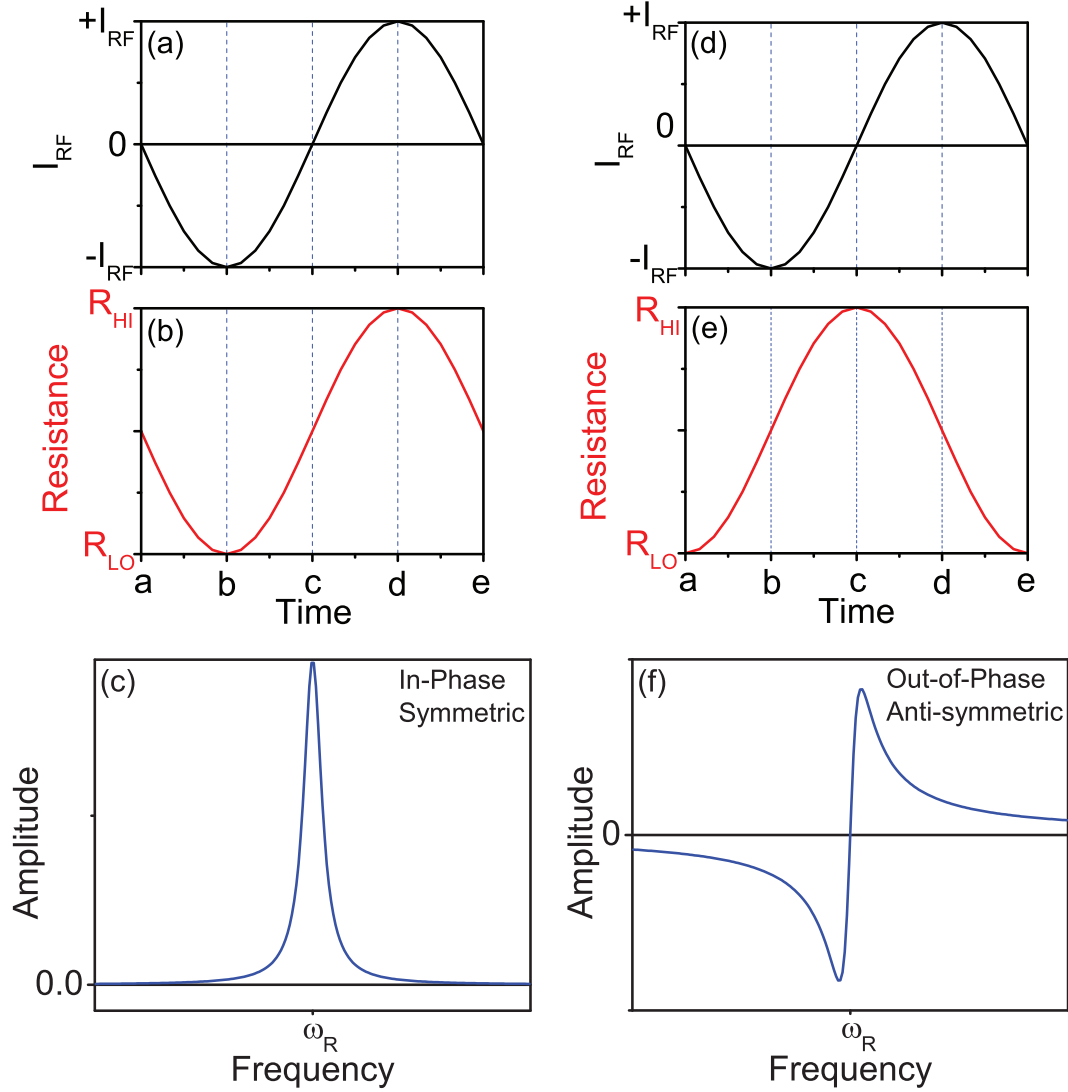 +I_RF
(a)
0
I_RF
-I_RF
R_HI
(b)
Resistance
R_LO
a b c d e
Time
(c)
In-Phase
Symmetric
Amplitude
0.0
ω_R
Frequency
+I_RF
(d)
0
I_RF
-I_RF
R_HI
(e)
Resistance
R_LO
a b c d e
Time
(f)
Out-of-Phase
Anti-symmetric
Amplitude
0
ω_R
Frequency